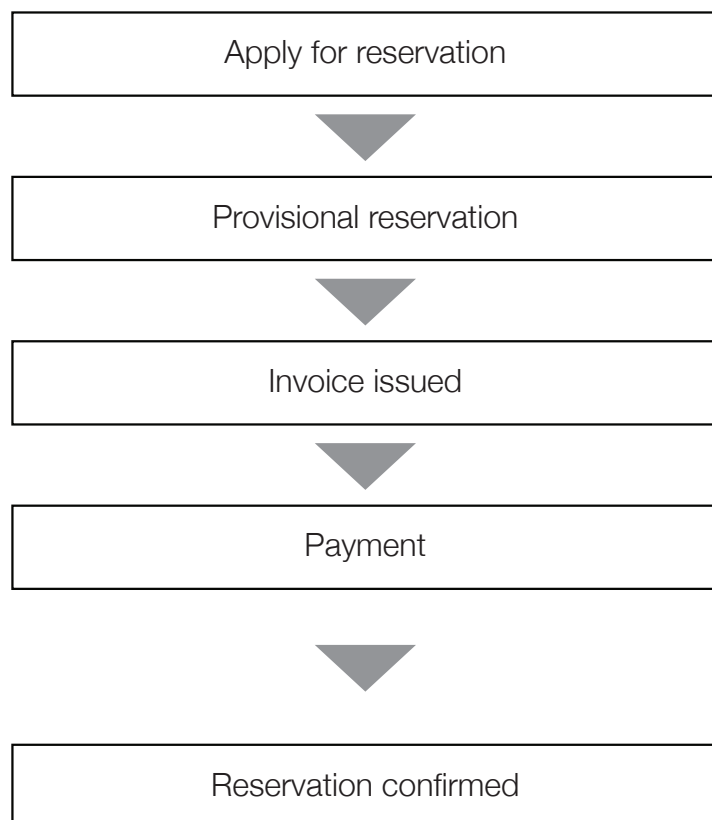 Apply for reservation
Provisional reservation
Invoice issued
Payment
Reservation confirmed